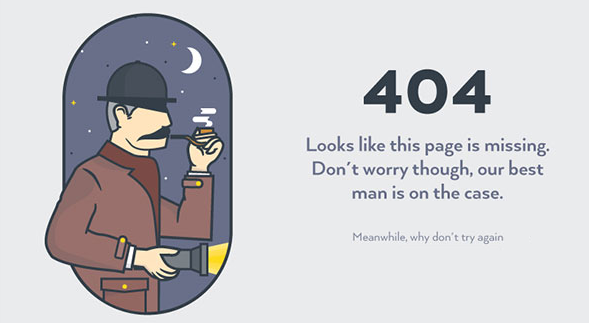 404
Looks like this page is missing.
Don't worry though, our best
man is on the case.
Meanwhile, why don't try again